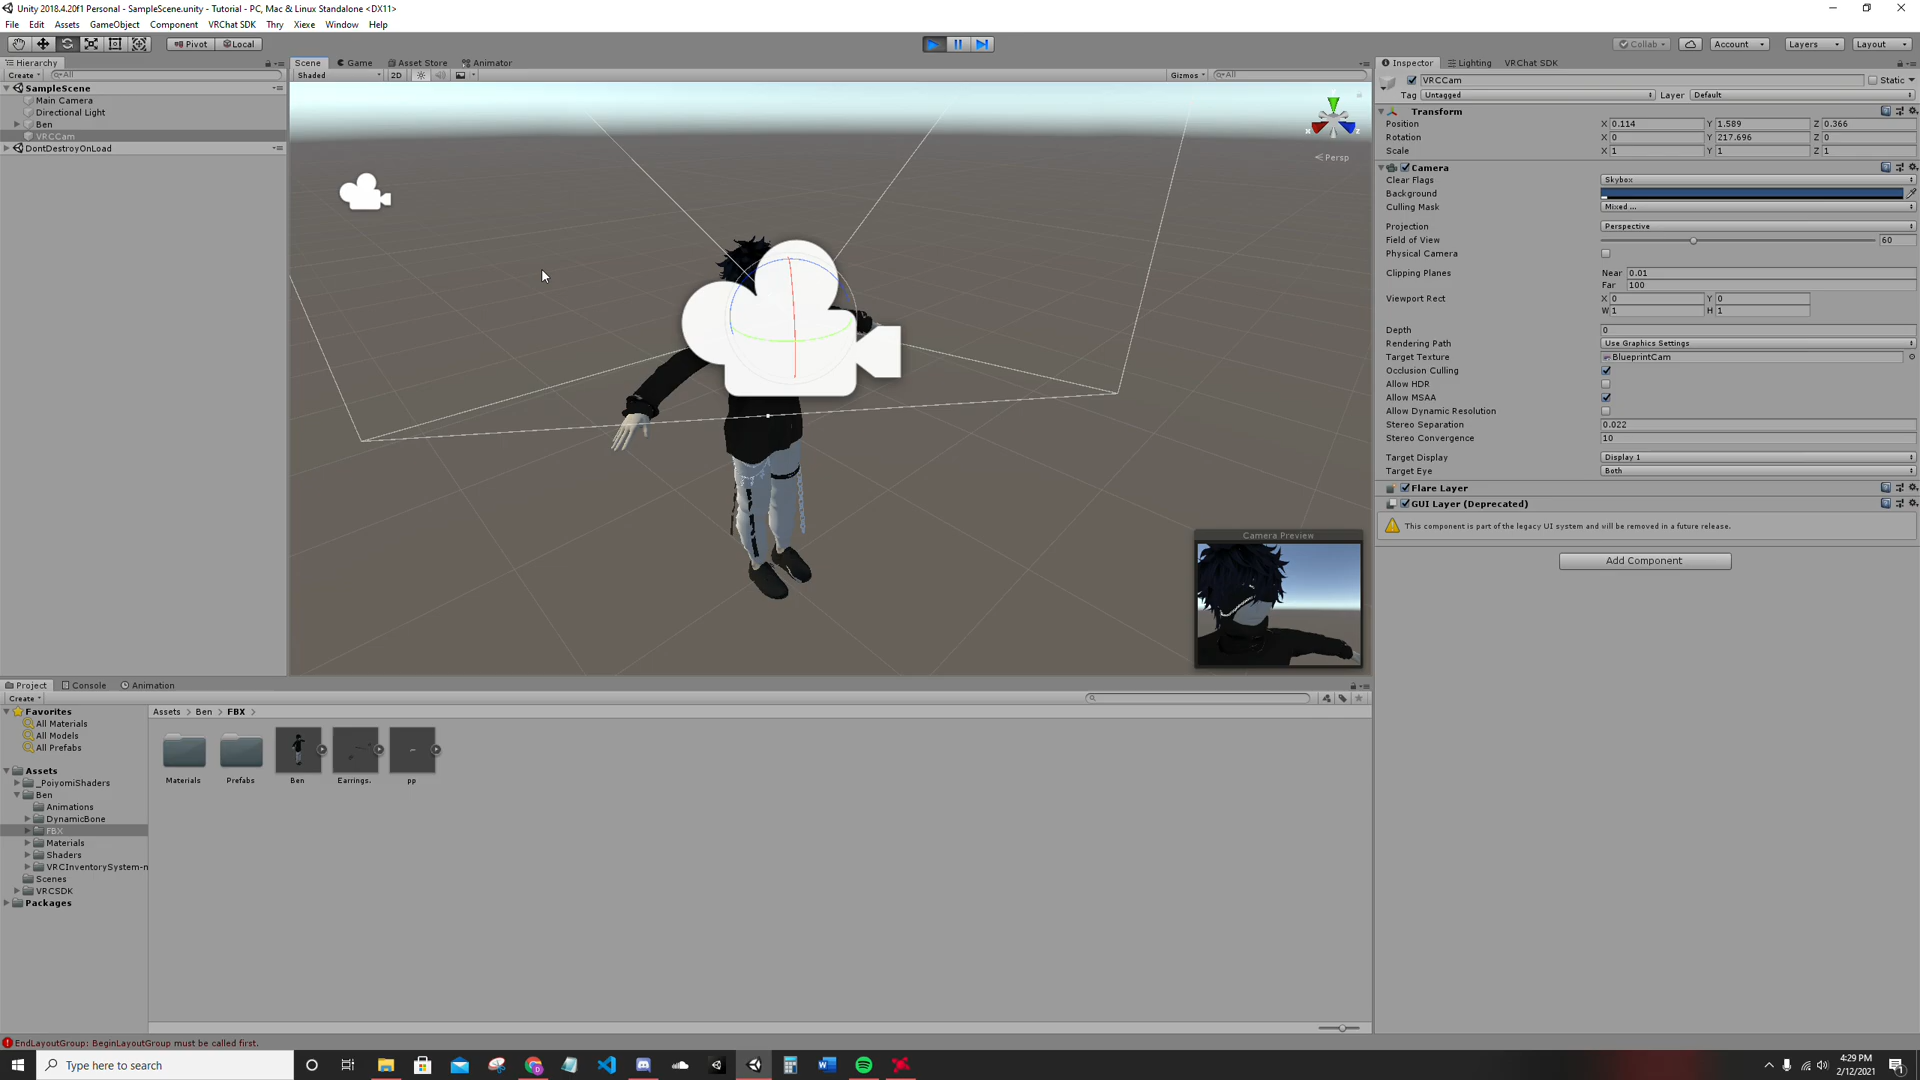 Unity 2018.4.20f1 Personal - SampleScene.unity - Tutorial - PC, Mac & Linux Standalone <DX11>
File Edit Assets GameObject Component VRChat SDK Thry Xiexe Window Help
Pivot Local Collab Account Layers Layout
Hierarchy Scene Game Asset Store Animator Inspector Lighting VRChat SDK
Create All Shaded 2D Gizmos All VRCCam Static
SampleScene
Tag Untagged Layer Default
Main Camera
Directional Light
Ben
VRCCam
DontDestroyOnLoad
Persp
Transform
Position X 0.114 Y 1.589 Z 0.366
Rotation X 0 Y 217.696 Z 0
Scale X 1 Y 1 Z 1
Camera
Clear Flags Skybox
Background
Culling Mask Mixed ...
Projection Perspective
Field of View 60
Physical Camera
Clipping Planes Near 0.01
Far 100
Viewport Rect X 0 Y 0
W 1 H 1
Depth 0
Rendering Path Use Graphics Settings
Target Texture BlueprintCam
Occlusion Culling
Allow HDR
Allow MSAA
Allow Dynamic Resolution
Stereo Separation 0.022
Stereo Convergence 10
Target Display Display 1
Target Eye Both
Flare Layer
GUI Layer (Deprecated)
This component is part of the legacy UI system and will be removed in a future release.
Add Component
Camera Preview
Project Console Animation
Create
Favorites
All Materials
All Models
All Prefabs
Assets
_PoiyomiShaders
Ben
Animations
DynamicBone
FBX
Materials
Shaders
VRCInventorySystem-n
Scenes
VRCSDK
Packages
Assets Ben FBX
Materials Prefabs Ben Earrings. pp
EndLayoutGroup: BeginLayoutGroup must be called first.
Type here to search
4:29 PM
2/12/2021